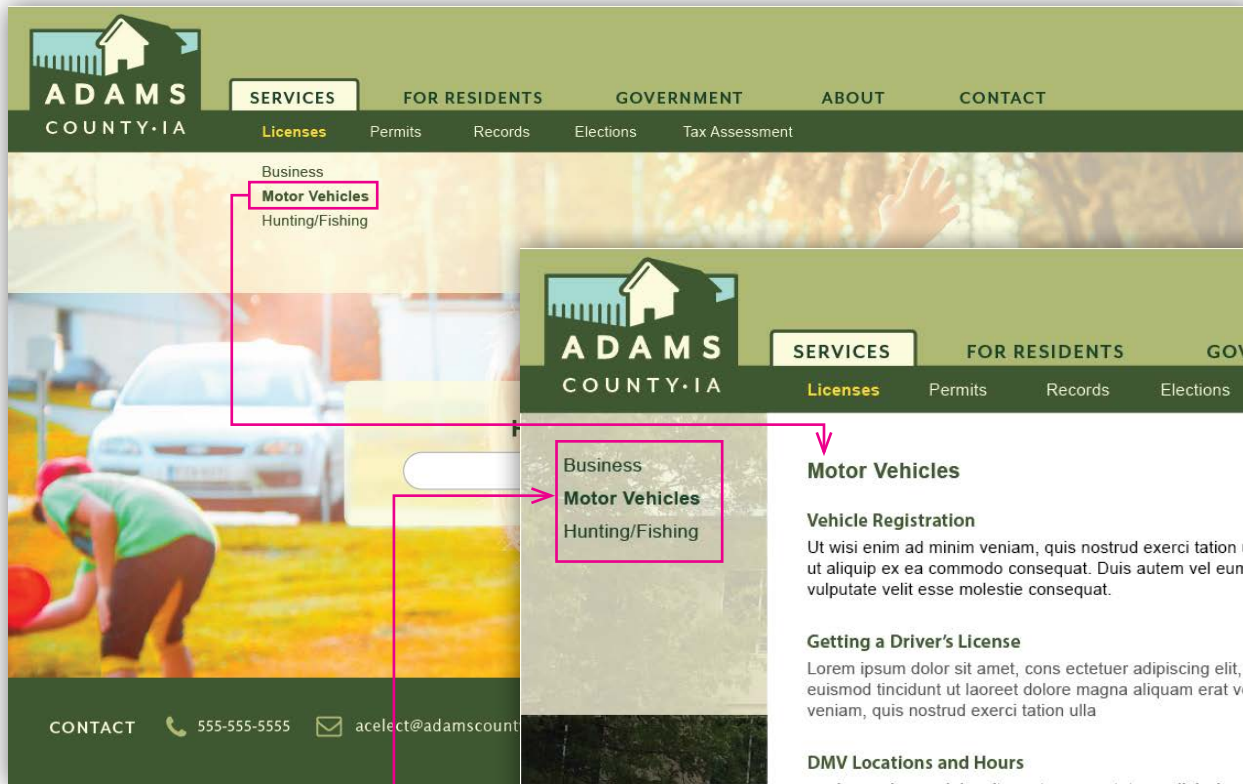 ADAMS
COUNTY•IA
SERVICES FOR RESIDENTS GOVERNMENT ABOUT CONTACT
Licenses Permits Records Elections Tax Assessment
Business
Motor Vehicles
Hunting/Fishing
CONTACT 555-555-5555 acelect@adamscount
ADAMS
COUNTY•IA
SERVICES FOR RESIDENTS
Licenses Permits Records Elections
Business
Motor Vehicles
Hunting/Fishing
Motor Vehicles
Vehicle Registration
Ut wisi enim ad minim veniam, quis nostrud exerci tation
ut aliquip ex ea commodo consequat. Duis autem vel eum
vulputate velit esse molestie consequat.
Getting a Driver's License
Lorem ipsum dolor sit amet, cons ectetuer adipiscing elit,
euismod tincidunt ut laoreet dolore magna aliquam erat
veniam, quis nostrud exerci tation ulla
DMV Locations and Hours